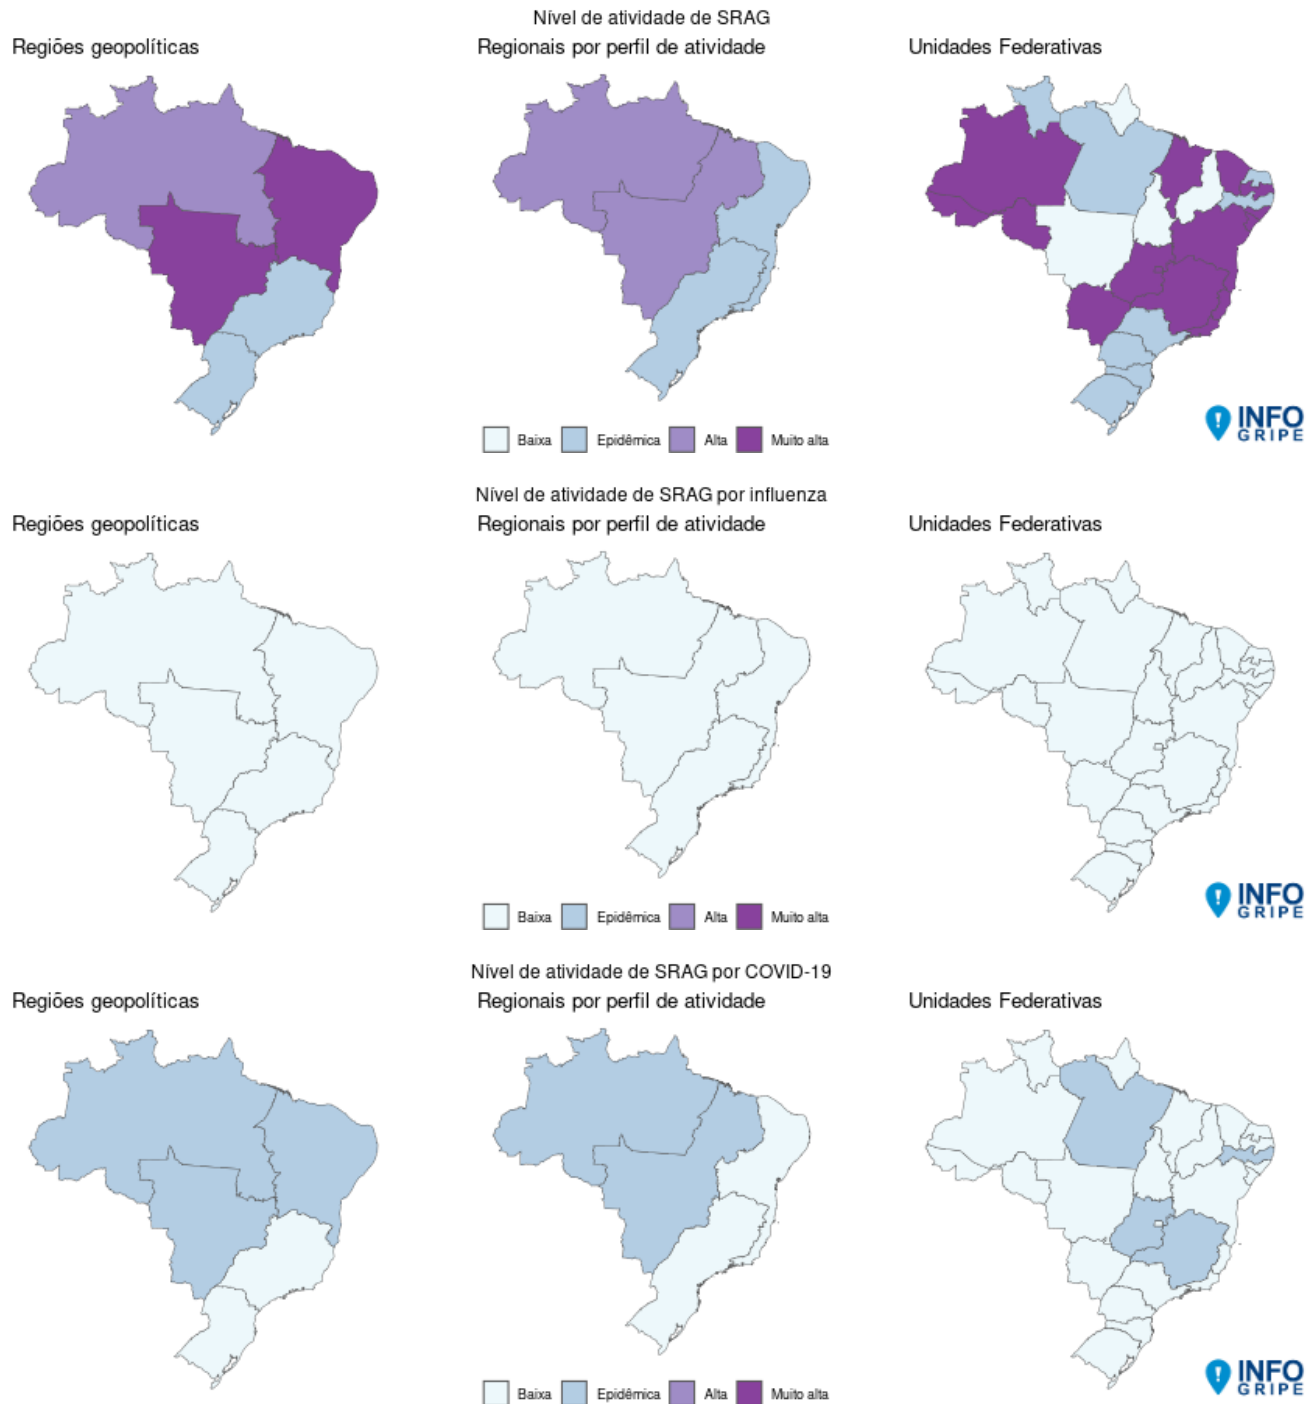 Nível de atividade de SRAG
Regiões geopolíticas
Regionais por perfil de atividade
Unidades Federativas
Baixa
Epidêmica
Alta
Muito alta
INFO
GRIPE
Nível de atividade de SRAG por influenza
Regiões geopolíticas
Regionais por perfil de atividade
Unidades Federativas
Baixa
Epidêmica
Alta
Muito alta
INFO
GRIPE
Nível de atividade de SRAG por COVID-19
Regiões geopolíticas
Regionais por perfil de atividade
Unidades Federativas
Baixa
Epidêmica
Alta
Muito alta
INFO
GRIPE